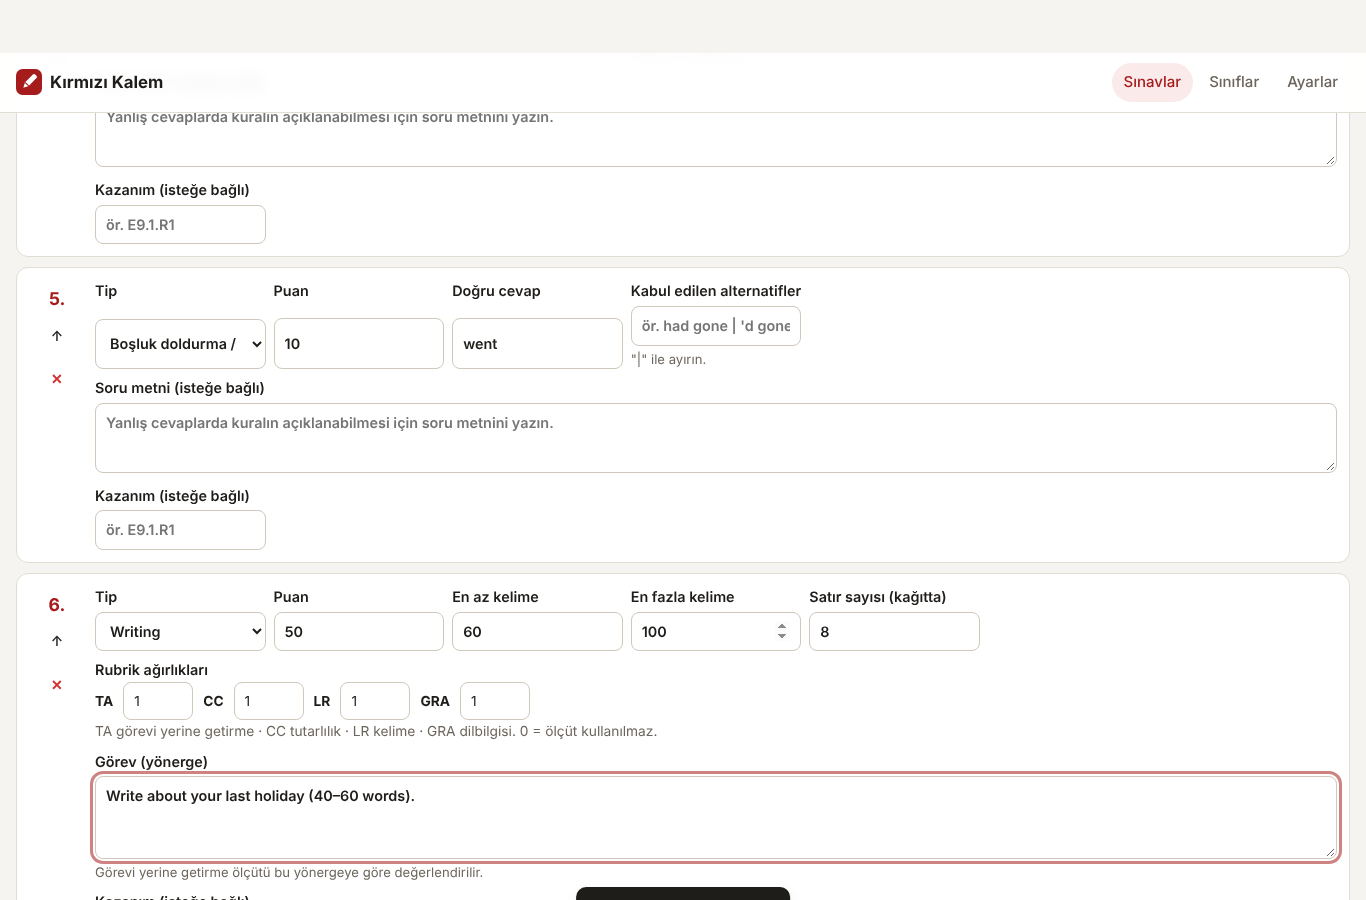 Kırmızı Kalem
Sınavlar
Sınıflar
Ayarlar
Yanlış cevaplarda kuralın açıklanabilmesi için soru metnini yazın.
Kazanım (isteğe bağlı)
ör. E9.1.R1
5.
Tip
Puan
Doğru cevap
Kabul edilen alternatifler
Boşluk doldurma /
10
went
ör. had gone | 'd gone
"|" ile ayırın.
Soru metni (isteğe bağlı)
Yanlış cevaplarda kuralın açıklanabilmesi için soru metnini yazın.
Kazanım (isteğe bağlı)
ör. E9.1.R1
6.
Tip
Puan
En az kelime
En fazla kelime
Satır sayısı (kağıtta)
Writing
50
60
100
8
Rubrik ağırlıkları
TA 1 CC 1 LR 1 GRA 1
TA görevi yerine getirme · CC tutarlılık · LR kelime · GRA dilbilgisi. 0 = ölçüt kullanılmaz.
Görev (yönerge)
Write about your last holiday (40–60 words).
Görevi yerine getirme ölçütü bu yönergeye göre değerlendirilir.
Kazanım (isteğe bağlı)